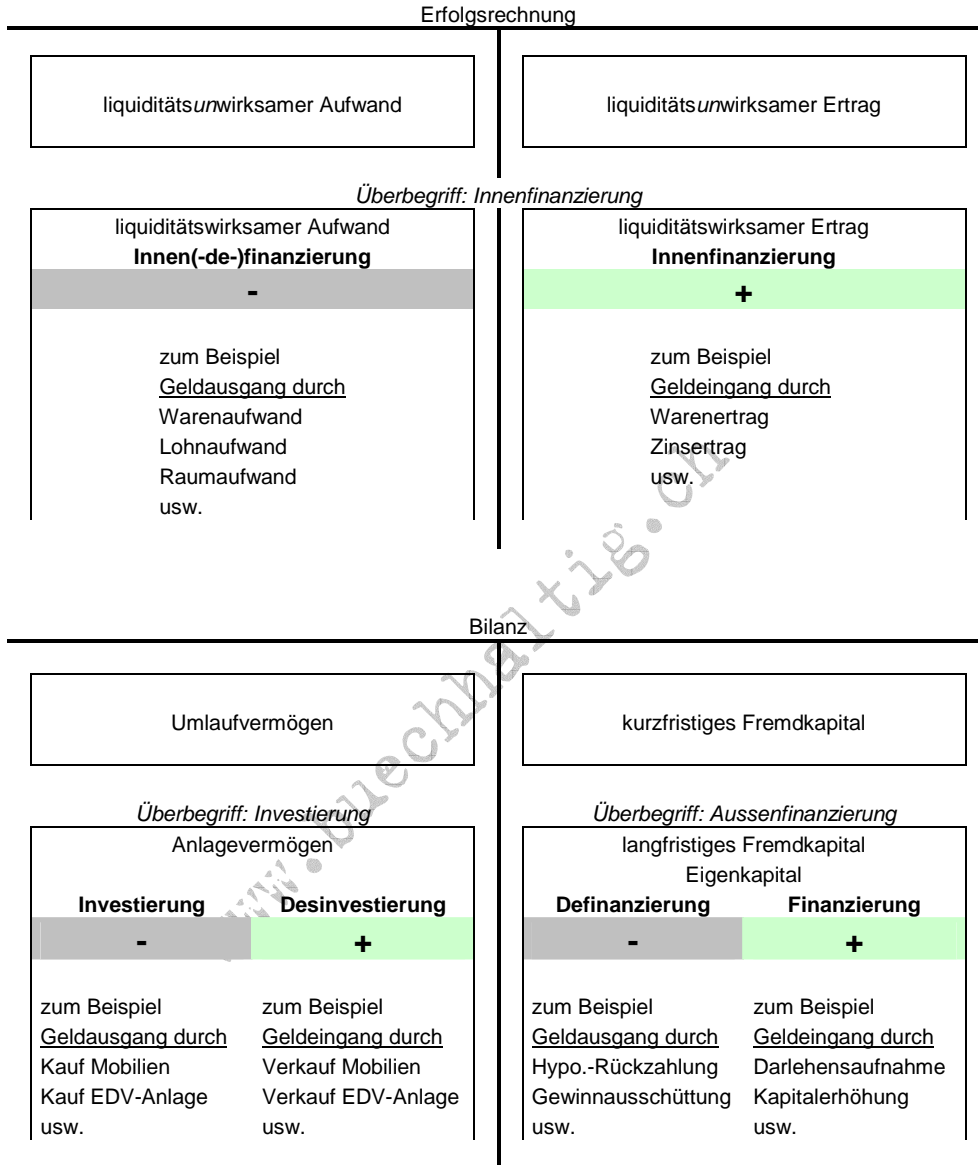 Erfolgsrechnung
liquiditätsunwirksamer Aufwand
liquiditätsunwirksamer Ertrag
Überbegriff: Innenfinanzierung
liquiditätswirksamer Aufwand
Innen(-de-)finanzierung
-
zum Beispiel
Geldausgang durch
Warenaufwand
Lohnaufwand
Raumaufwand
usw.
liquiditätswirksamer Ertrag
Innenfinanzierung
+
zum Beispiel
Geldeingang durch
Warenertrag
Zinsertrag
usw.
Bilanz
Umlaufvermögen
kurzfristiges Fremdkapital
Überbegriff: Investierung
Anlagevermögen
Investierung
-
zum Beispiel
Geldausgang durch
Kauf Mobilien
Kauf EDV-Anlage
usw.
Desinvestierung
+
zum Beispiel
Geldeingang durch
Verkauf Mobilien
Verkauf EDV-Anlage
usw.
Überbegriff: Aussenfinanzierung
langfristiges Fremdkapital
Eigenkapital
Definanzierung
-
zum Beispiel
Geldausgang durch
Hypo.-Rückzahlung
Gewinnausschüttung
usw.
Finanzierung
+
zum Beispiel
Geldeingang durch
Darlehensaufnahme
Kapitalerhöhung
usw.
www.buechhaltig.ch